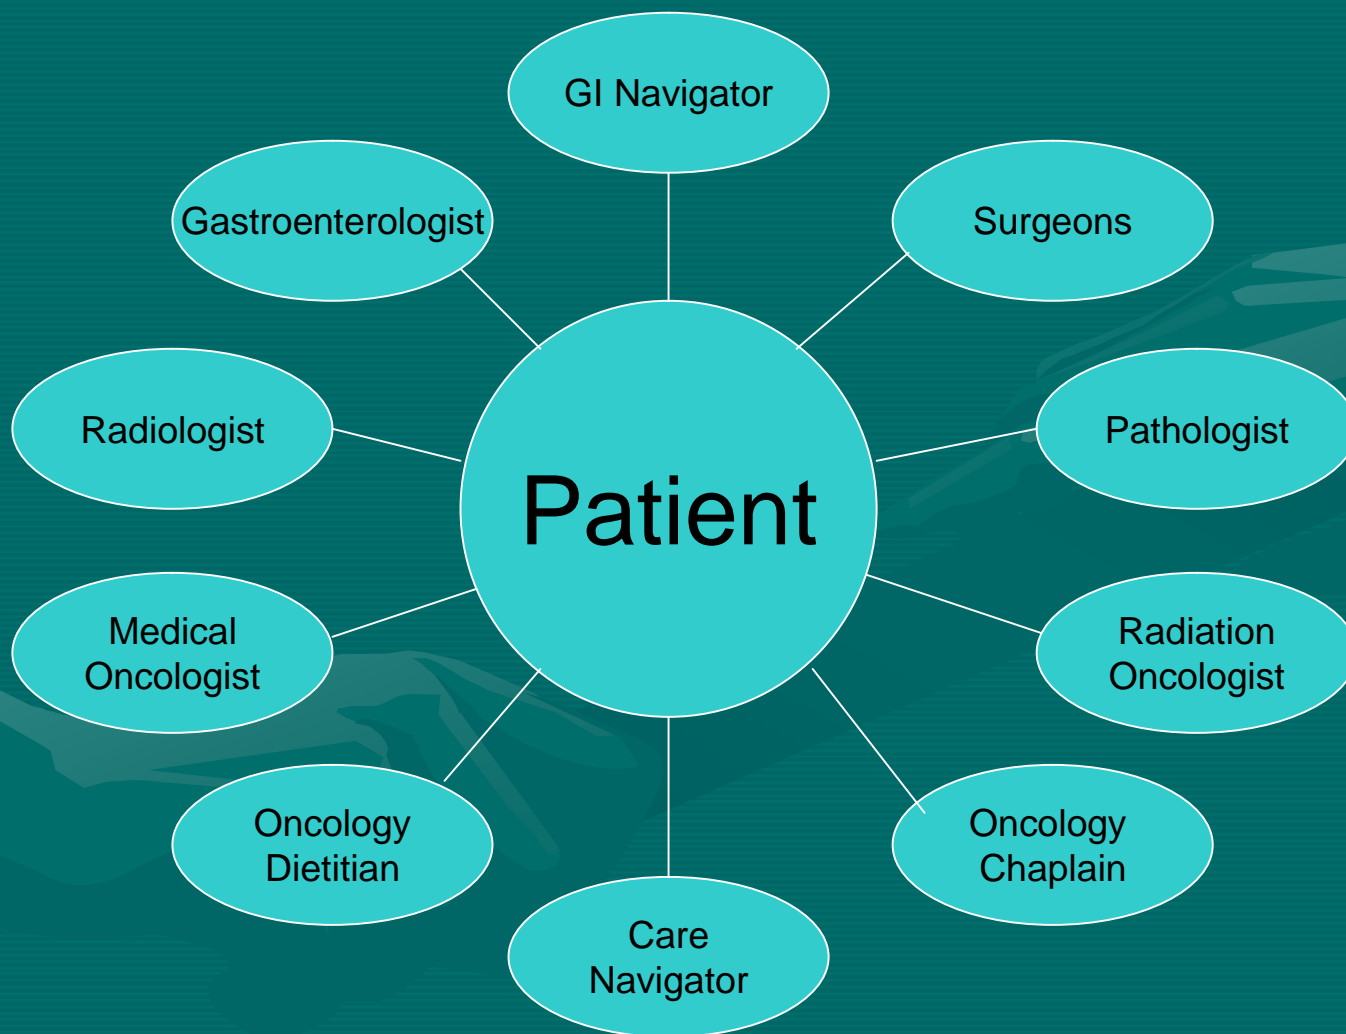 GI Navigator
Gastroenterologist
Surgeons
Radiologist
Pathologist
Patient
Medical
Oncologist
Radiation
Oncologist
Oncology
Dietitian
Oncology
Chaplain
Care
Navigator